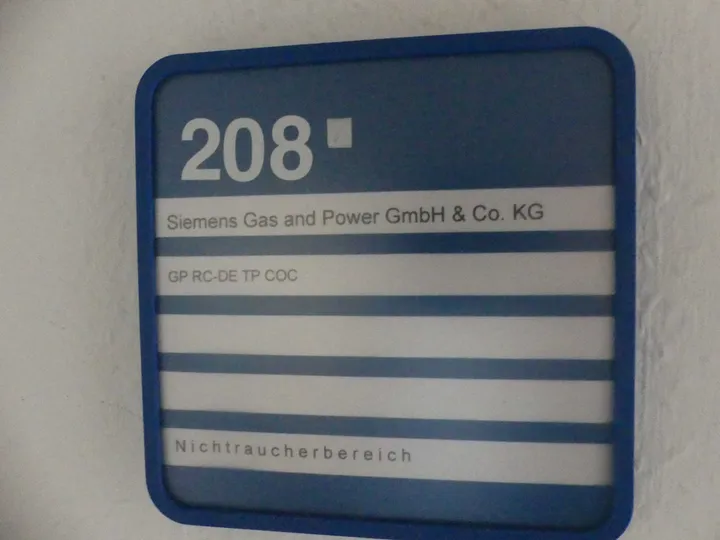 208
Siemens Gas and Power GmbH & Co. KG
GP RC-DE TP COC
Nichtraucherbereich